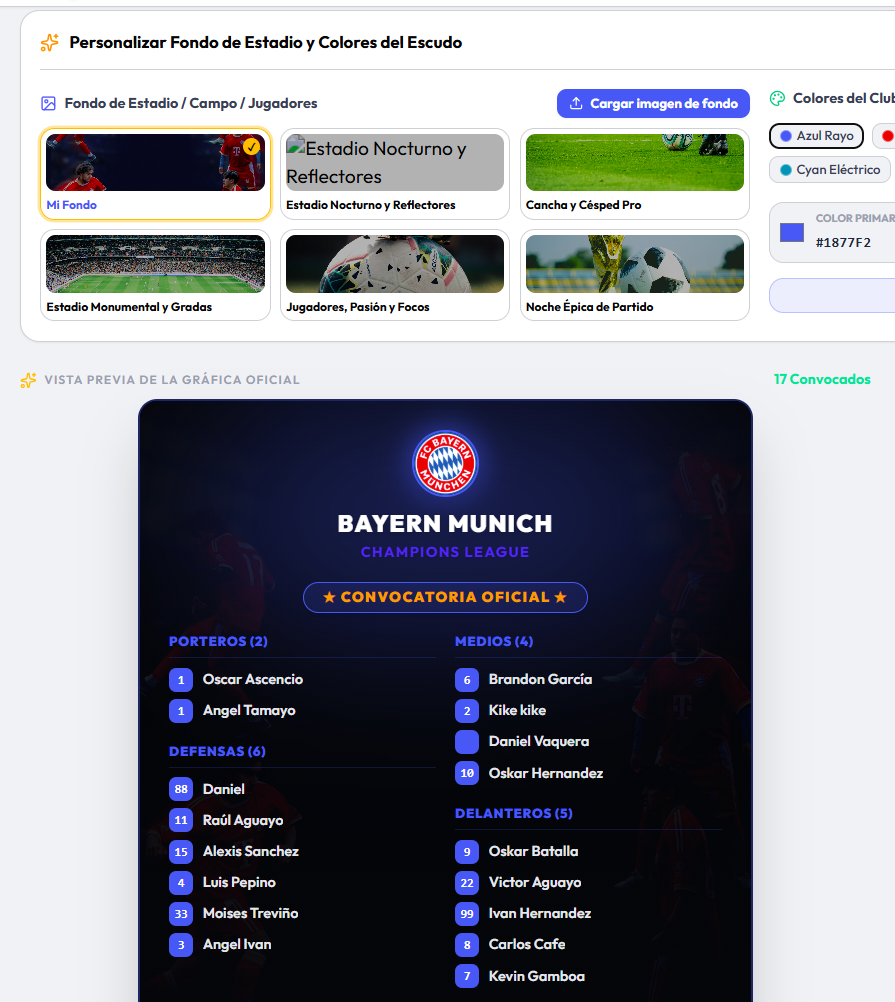 Personalizar Fondo de Estadio y Colores del Escudo
Fondo de Estadio / Campo / Jugadores
Cargar imagen de fondo
Mi Fondo
Estadio Nocturno y
Reflectores
Estadio Nocturno y Reflectores
Cancha y Césped Pro
Estadio Monumental y Gradas
Jugadores, Pasión y Focos
Noche Épica de Partido
Colores del Club
Azul Rayo
Cyan Eléctrico
COLOR PRIMAR
#1877F2
VISTA PREVIA DE LA GRÁFICA OFICIAL
17 Convocados
FC BAYERN
MÜNCHEN
BAYERN MUNICH
CHAMPIONS LEAGUE
★ CONVOCATORIA OFICIAL ★
PORTEROS (2)
1 Oscar Ascencio
1 Angel Tamayo
DEFENSAS (6)
88 Daniel
11 Raúl Aguayo
15 Alexis Sanchez
4 Luis Pepino
33 Moises Treviño
3 Angel Ivan
MEDIOS (4)
6 Brandon García
2 Kike kike
Daniel Vaquera
10 Oskar Hernandez
DELANTEROS (5)
9 Oskar Batalla
22 Victor Aguayo
99 Ivan Hernandez
8 Carlos Cafe
7 Kevin Gamboa